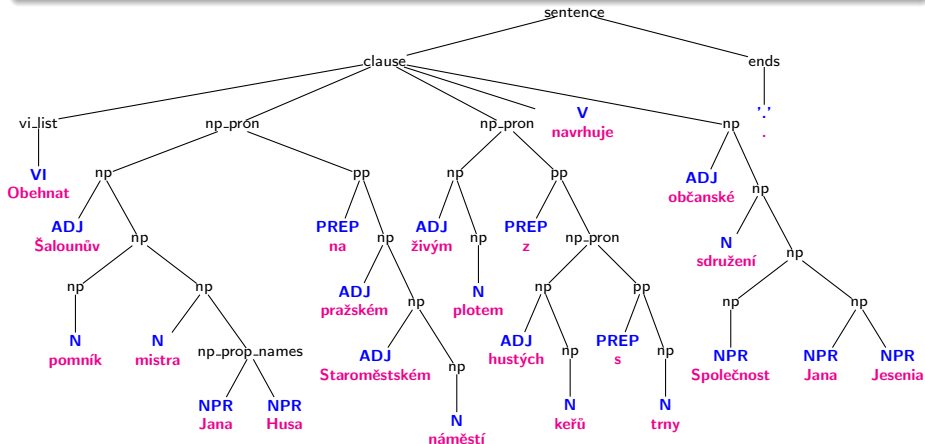 sentence
clause ends
vi_list np_pron np_pron V np '.'
navrhuje .
VI np pp np pp ADJ np
Obehnat občanské
ADJ np PREP np ADJ np PREP np_pron N np
Šalounův na živým z sdružení
np np ADJ np N np pp np np
pražském plotem
N N np_prop_names ADJ np ADJ np PREP np NPR NPR NPR
pomník mistra Staroměstském hustých s Společnost Jana Jesenia
NPR NPR N N N
Jana Husa náměstí keřů trny